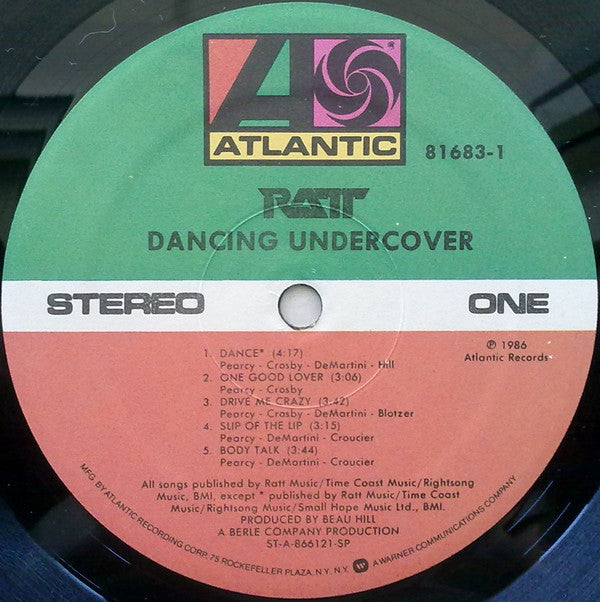 ATLANTIC
81683-1
RATT
DANCING UNDERCOVER
STEREO
ONE
℗ 1986
Atlantic Records
1. DANCE* (4:17)
Pearcy - Crosby - DeMartini - Hill
2. ONE GOOD LOVER (3:06)
Pearcy - Crosby
3. DRIVE ME CRAZY (3:42)
Pearcy - Crosby - DeMartini - Blotzer
4. SLIP OF THE LIP (3:15)
Pearcy - DeMartini - Croucier
5. BODY TALK (3:44)
Pearcy - DeMartini - Croucier
All songs published by Ratt Music/Time Coast Music/Rightsong
Music, BMI, except * published by Ratt Music/Time Coast
Music/Rightsong Music/Small Hope Music Ltd., BMI.
PRODUCED BY BEAU HILL
A BERLE COMPANY PRODUCTION
ST-A-866121-SP
MFG. BY ATLANTIC RECORDING CORP. 75 ROCKEFELLER PLAZA, N.Y. N.Y. A WARNER COMMUNICATIONS COMPANY